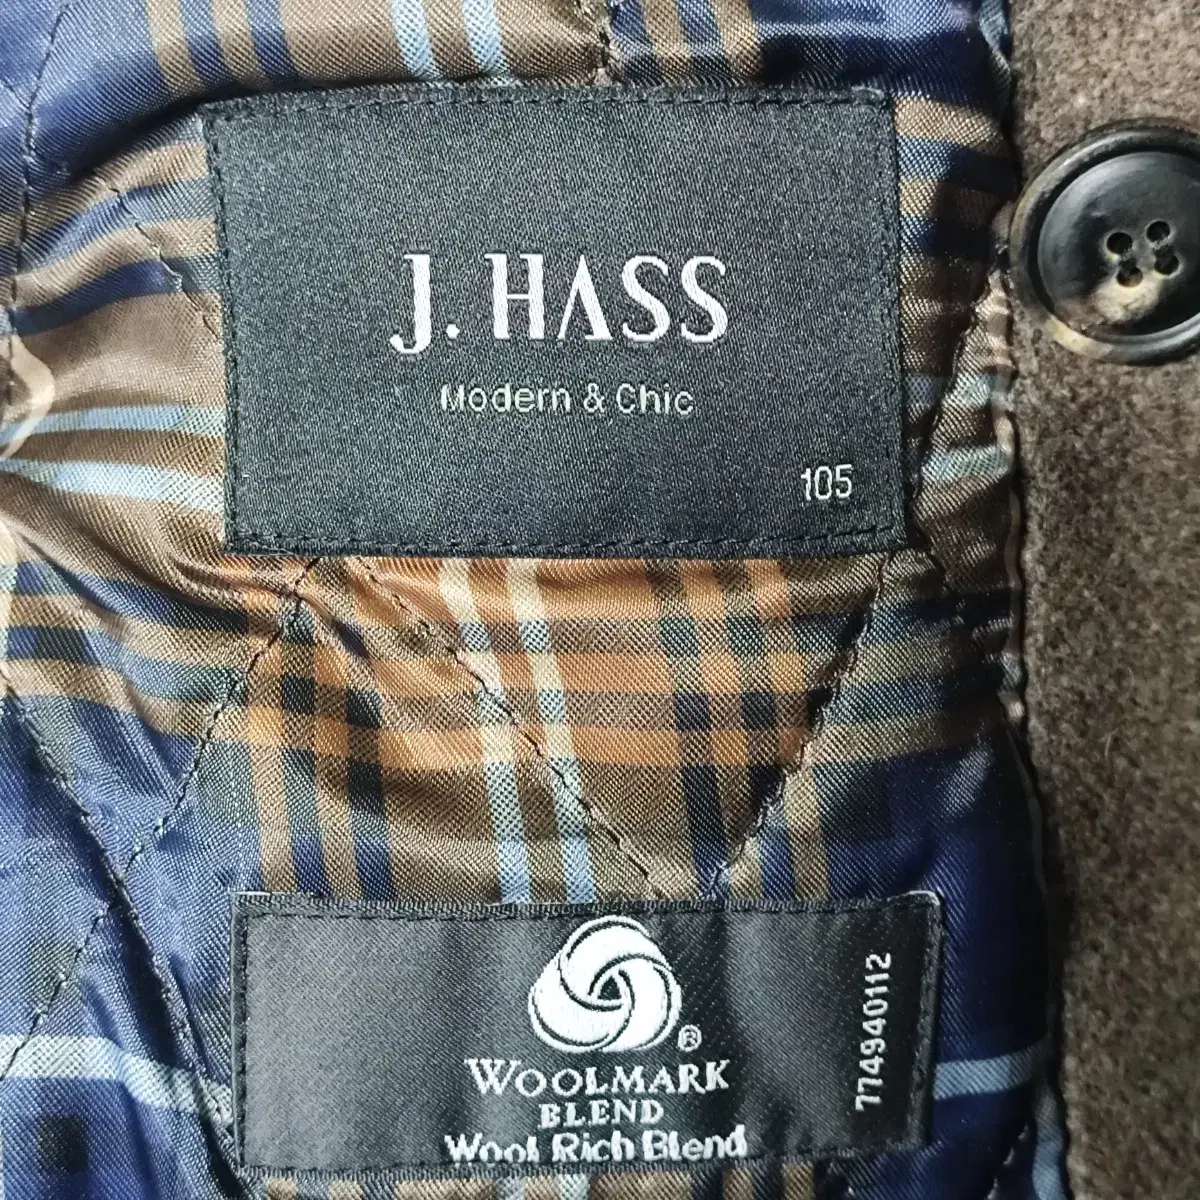 J. HASS
Modern & Chic
105
®
WOOLMARK
BLEND
Wool Rich Blend
774940112